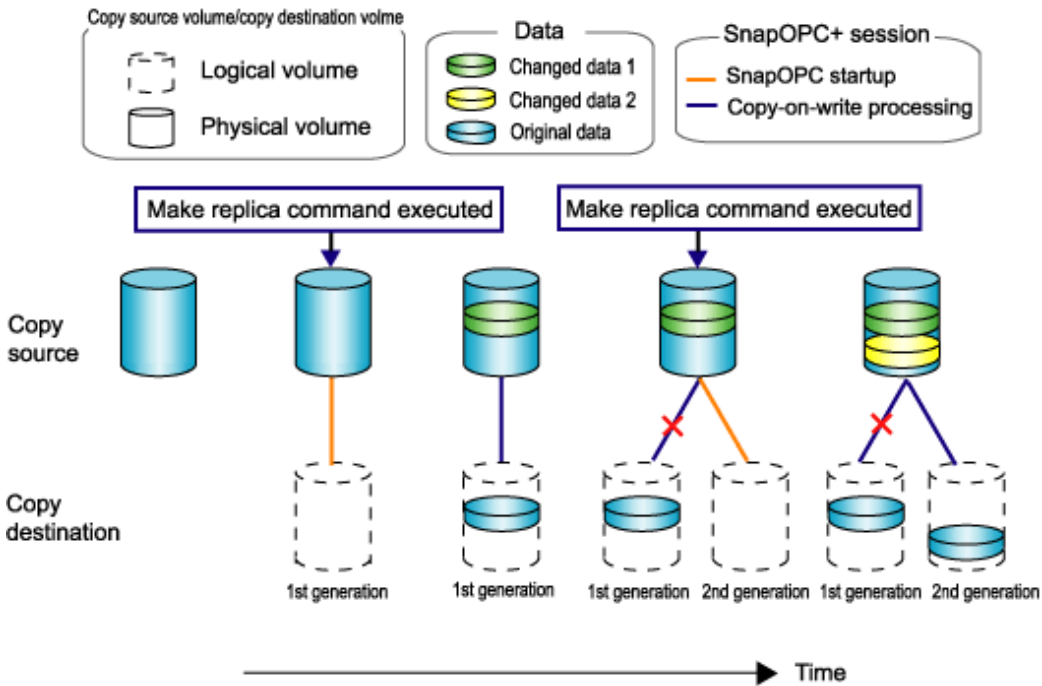 Copy source volume/copy destination volme
Logical volume
Physical volume
Data
Changed data 1
Changed data 2
Original data
SnapOPC+ session
SnapOPC startup
Copy-on-write processing
Make replica command executed
Make replica command executed
Copy
source
Copy
destination
1st generation
1st generation
1st generation
2nd generation
1st generation
2nd generation
Time